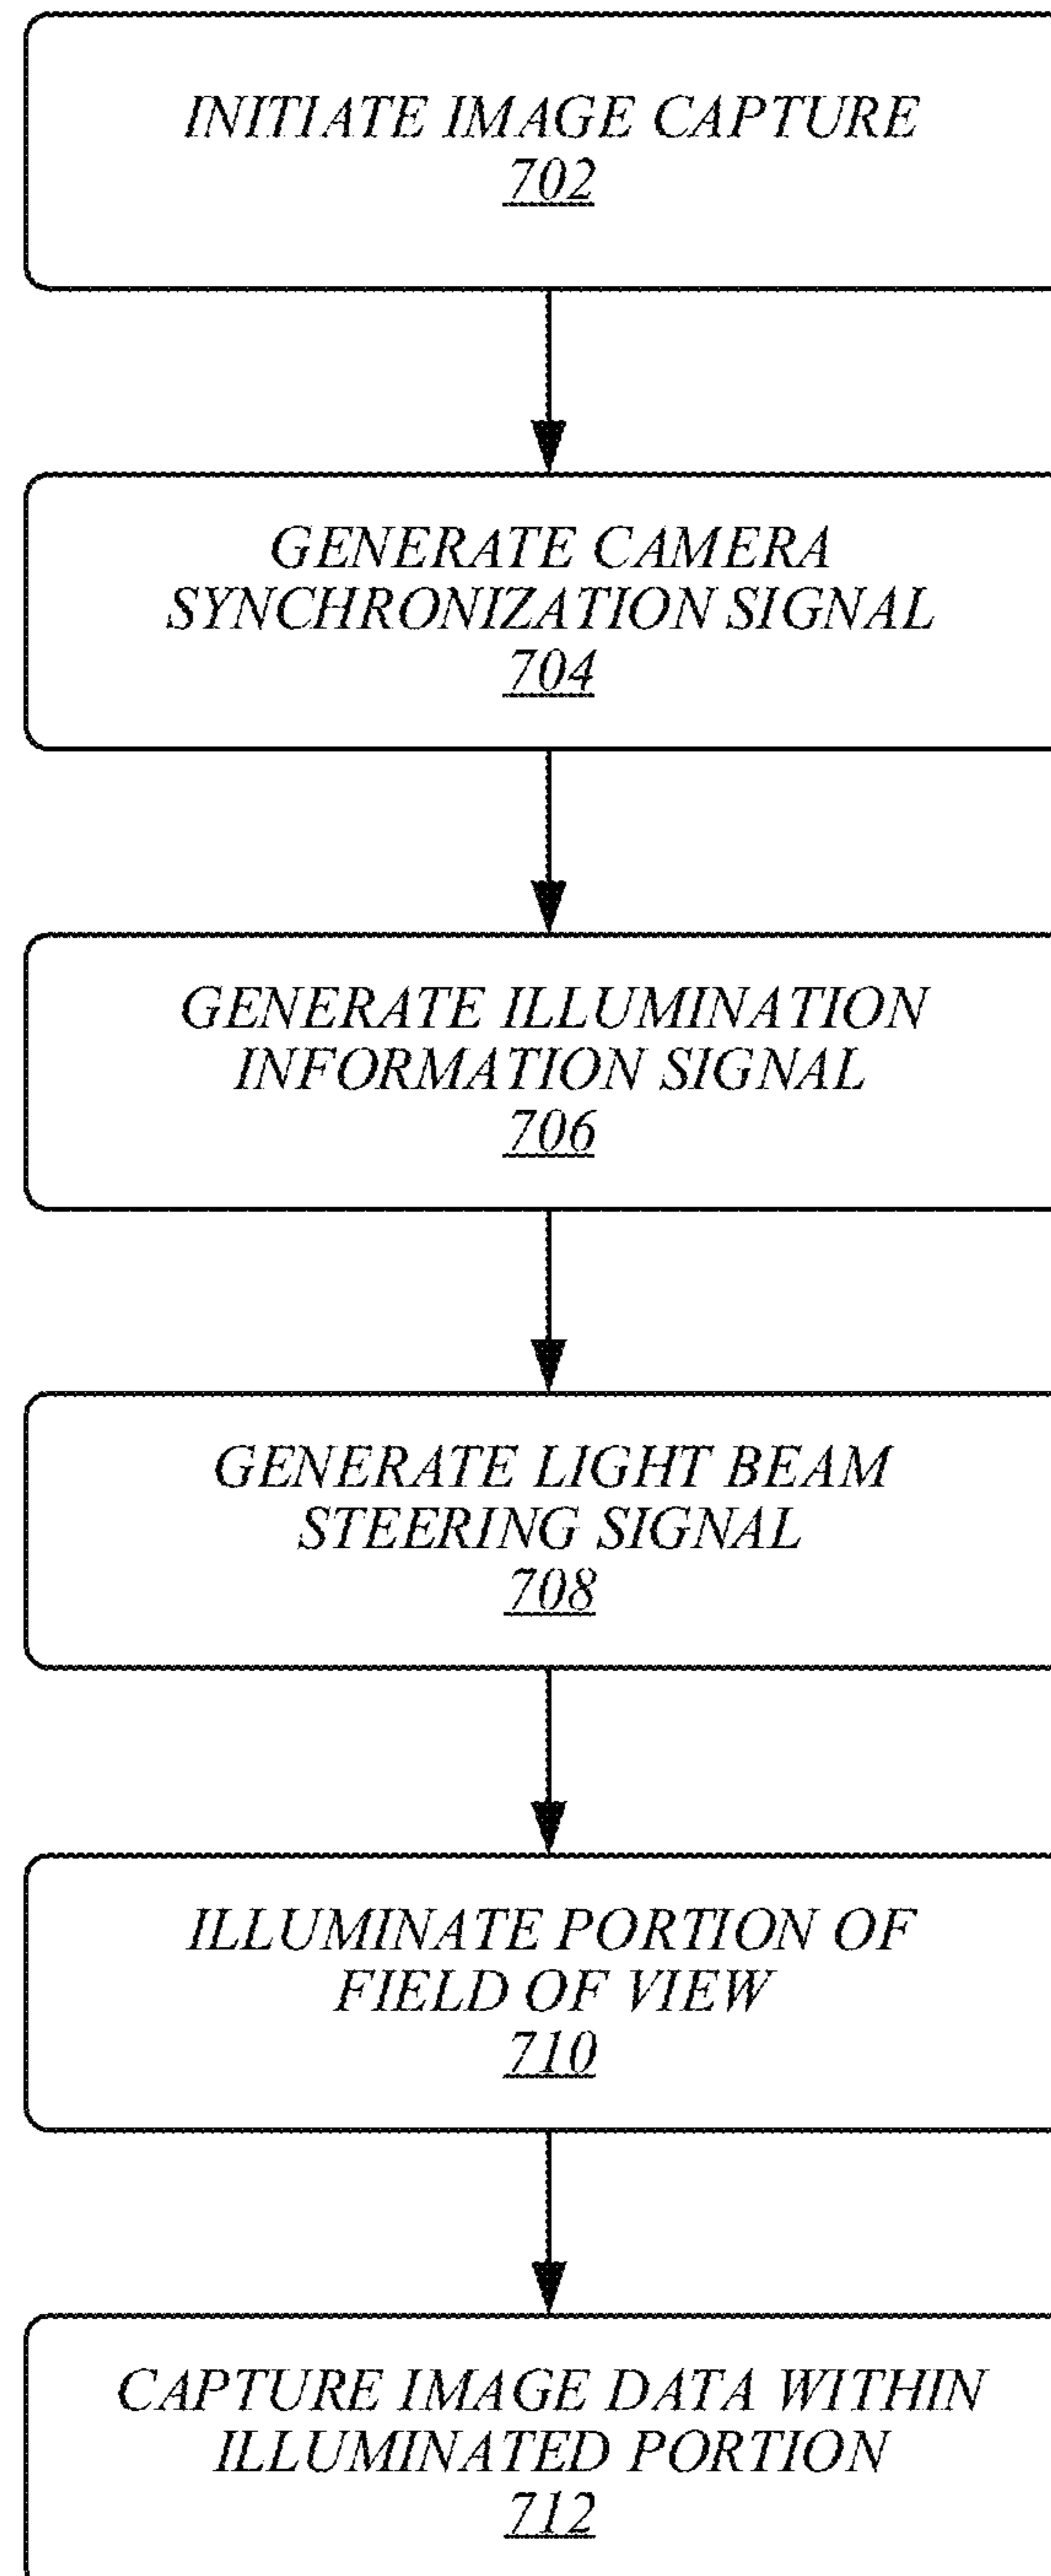 INITIATE IMAGE CAPTURE
702
GENERATE CAMERA
SYNCHRONIZATION SIGNAL
704
GENERATE ILLUMINATION
INFORMATION SIGNAL
706
GENERATE LIGHT BEAM
STEERING SIGNAL
708
ILLUMINATE PORTION OF
FIELD OF VIEW
710
CAPTURE IMAGE DATA WITHIN
ILLUMINATED PORTION
712